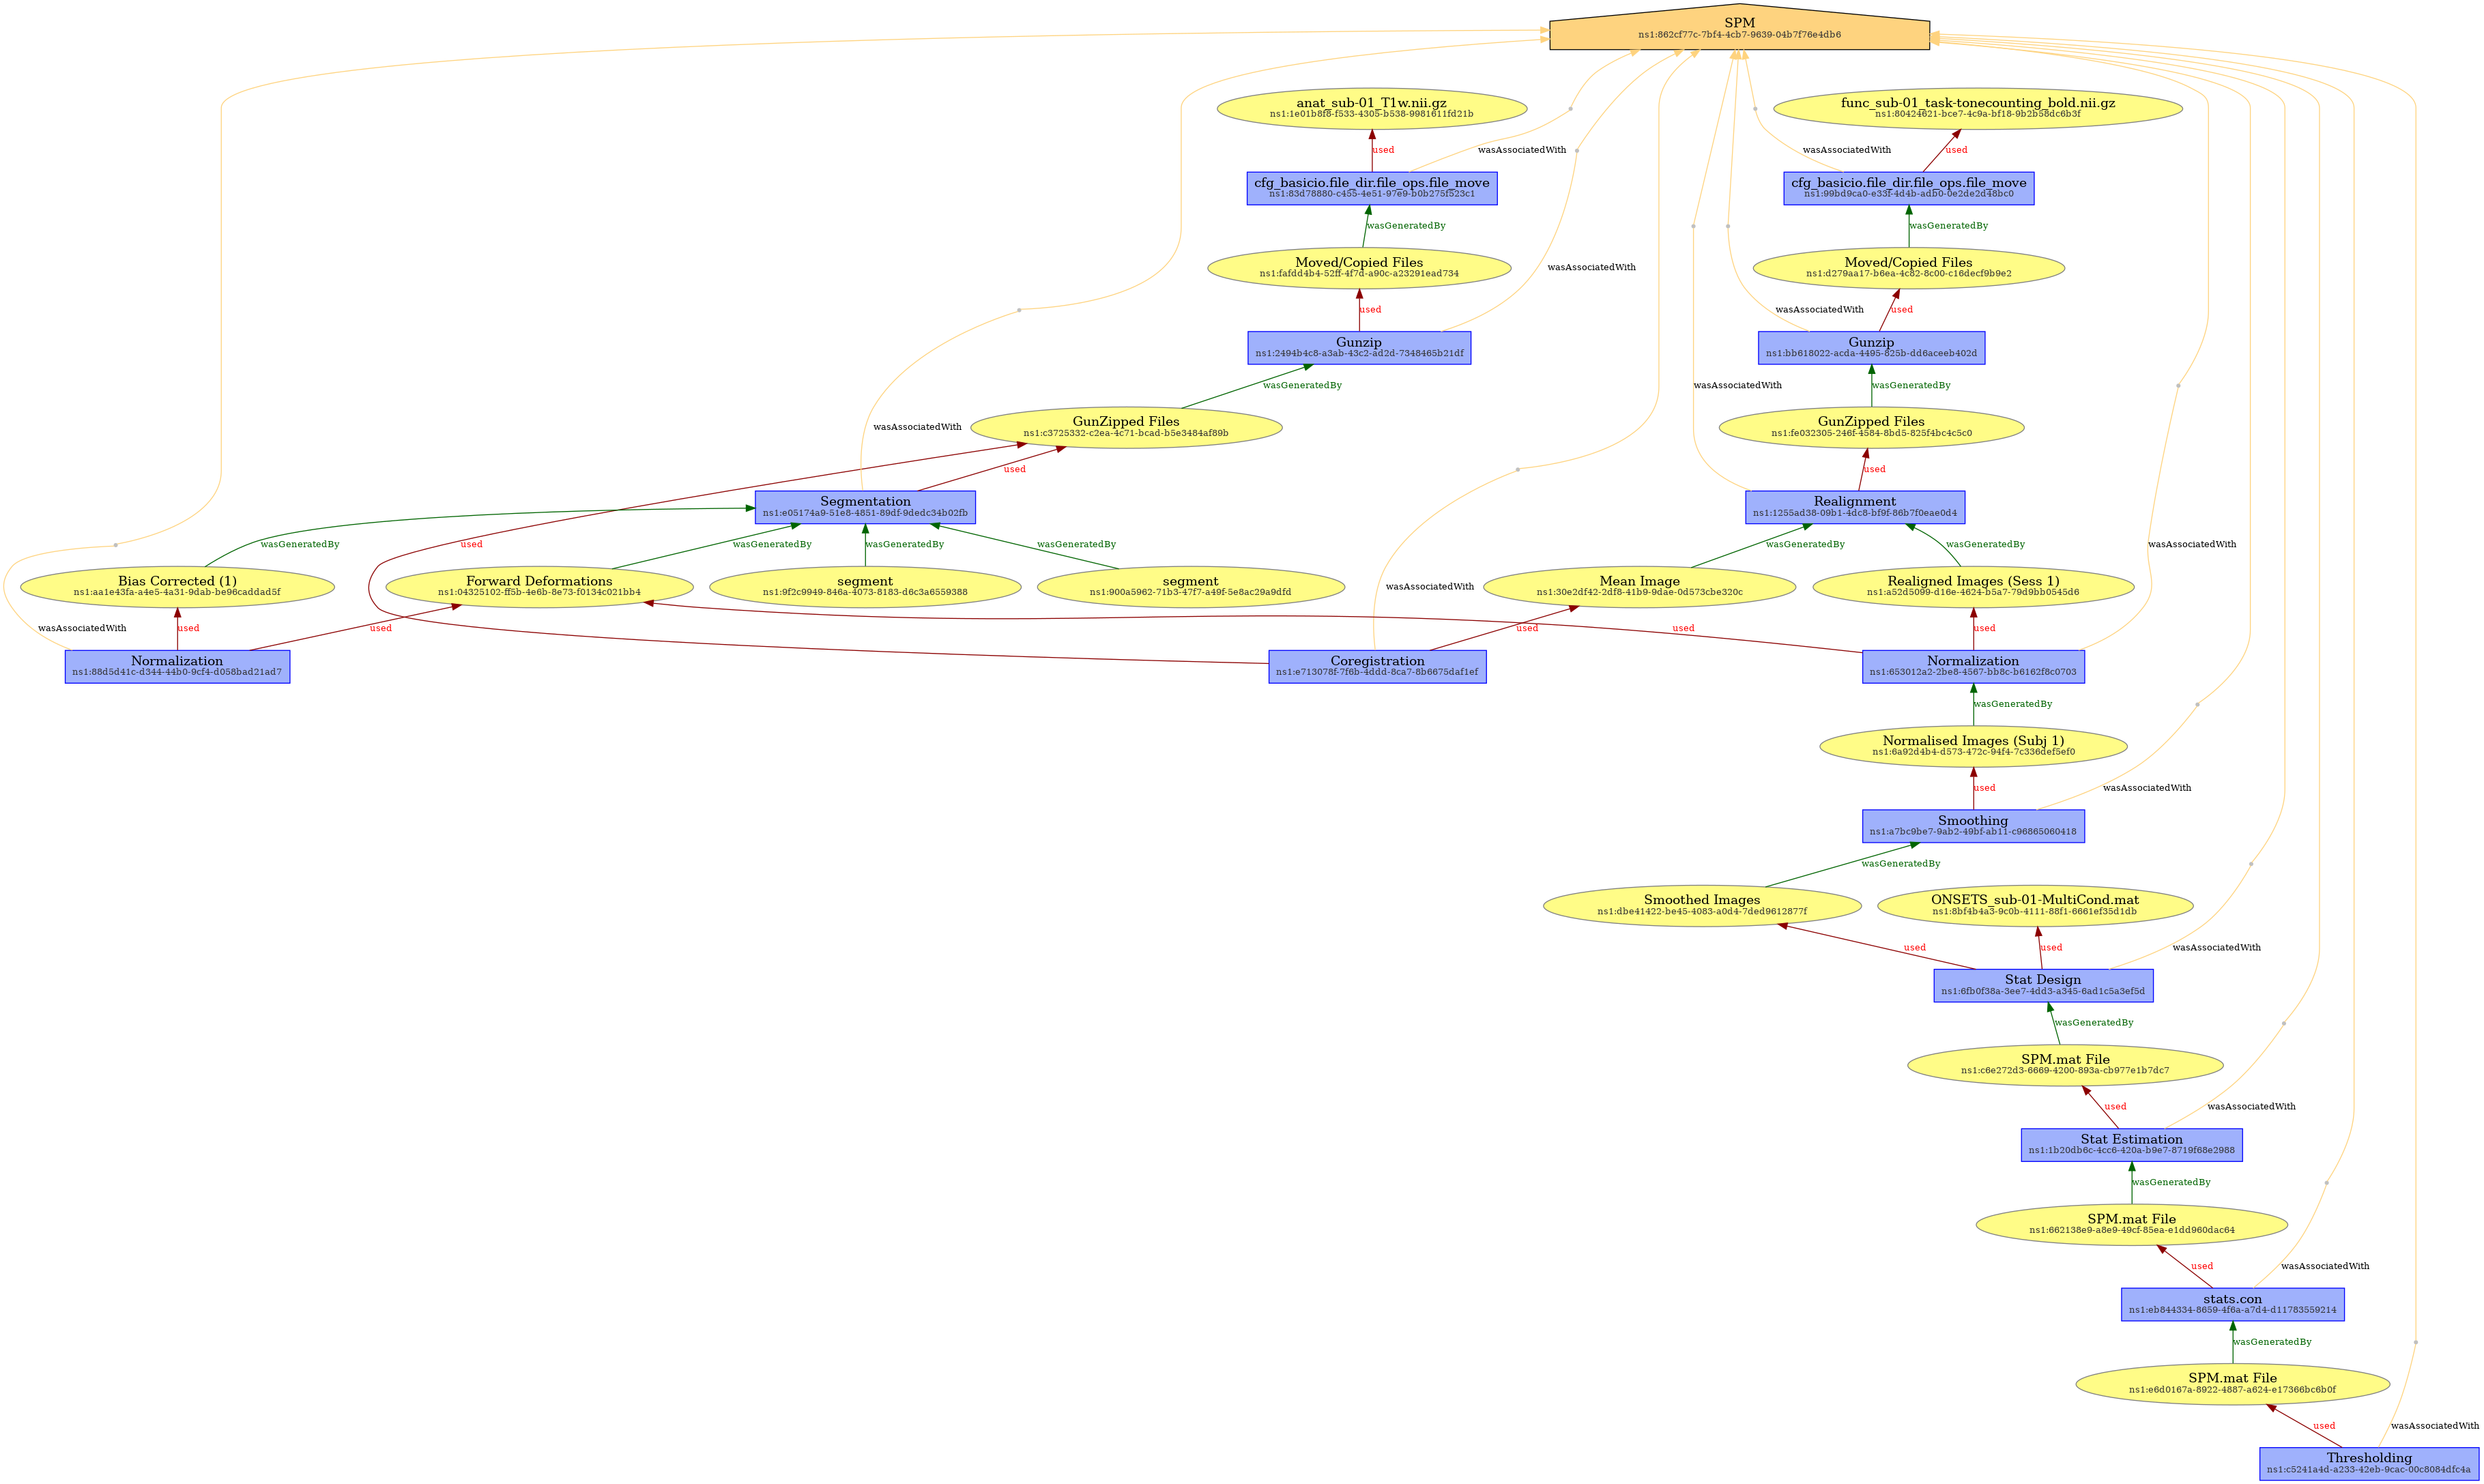 SPM
ns1:862cf77c-7bf4-4cb7-9639-04b7f76e4db6
anat_sub-01_T1w.nii.gz
ns1:1e01b8f8-f533-4305-b538-9981611fd21b
func_sub-01_task-tonecounting_bold.nii.gz
ns1:80424621-bce7-4c9a-bf18-9b2b58dc6b3f
used
wasAssociatedWith
wasAssociatedWith
used
cfg_basicio.file_dir.file_ops.file_move
ns1:83d78880-c455-4e51-97e9-b0b275f523c1
cfg_basicio.file_dir.file_ops.file_move
ns1:99bd9ca0-e33f-4d4b-adb0-0e2de2d48bc0
wasGeneratedBy
wasGeneratedBy
Moved/Copied Files
ns1:fafdd4b4-52ff-4f7d-a90c-a23291ead734
wasAssociatedWith
Moved/Copied Files
ns1:d279aa17-b6ea-4c82-8c00-c16decf9b9e2
used
wasAssociatedWith
used
Gunzip
ns1:2494b4c8-a3ab-43c2-ad2d-7348465b21df
Gunzip
ns1:bb618022-acda-4495-825b-dd6aceeb402d
wasGeneratedBy
wasAssociatedWith
wasGeneratedBy
wasAssociatedWith
GunZipped Files
ns1:c3725332-c2ea-4c71-bcad-b5e3484af89b
GunZipped Files
ns1:fe032305-246f-4584-8bd5-825f4bc4c5c0
used
used
Segmentation
ns1:e05174a9-51e8-4851-89df-9dedc34b02fb
Realignment
ns1:1255ad38-09b1-4dc8-bf9f-86b7f0eae0d4
wasGeneratedBy
used
wasGeneratedBy
wasGeneratedBy
wasGeneratedBy
wasGeneratedBy
wasGeneratedBy
wasAssociatedWith
Bias Corrected (1)
ns1:aa1e43fa-a4e5-4a31-9dab-be96caddad5f
Forward Deformations
ns1:04325102-ff5b-4e6b-8e73-f0134c021bb4
segment
ns1:9f2c9949-846a-4073-8183-d6c3a6559388
segment
ns1:900a5962-71b3-47f7-a49f-5e8ac29a9dfd
wasAssociatedWith
Mean Image
ns1:30e2df42-2df8-41b9-9dae-0d573cbe320c
Realigned Images (Sess 1)
ns1:a52d5099-d16e-4624-b5a7-79d9bb0545d6
wasAssociatedWith
used
used
used
used
used
Normalization
ns1:88d5d41c-d344-44b0-9cf4-d058bad21ad7
Coregistration
ns1:e713078f-7f6b-4ddd-8ca7-8b6675daf1ef
Normalization
ns1:653012a2-2be8-4567-bb8c-b6162f8c0703
wasGeneratedBy
Normalised Images (Subj 1)
ns1:6a92d4b4-d573-472c-94f4-7c336def5ef0
used
wasAssociatedWith
Smoothing
ns1:a7bc9be7-9ab2-49bf-ab11-c96865060418
wasGeneratedBy
Smoothed Images
ns1:dbe41422-be45-4083-a0d4-7ded9612877f
ONSETS_sub-01-MultiCond.mat
ns1:8bf4b4a3-9c0b-4111-88f1-6661ef35d1db
used
used
wasAssociatedWith
Stat Design
ns1:6fb0f38a-3ee7-4dd3-a345-6ad1c5a3ef5d
wasGeneratedBy
SPM.mat File
ns1:c6e272d3-6669-4200-893a-cb977e1b7dc7
used
wasAssociatedWith
Stat Estimation
ns1:1b20db6c-4cc6-420a-b9e7-8719f68e2988
wasGeneratedBy
SPM.mat File
ns1:662138e9-a8e9-49cf-85ea-e1dd960dac64
used
wasAssociatedWith
stats.con
ns1:eb844334-8659-4f6a-a7d4-d11783559214
wasGeneratedBy
SPM.mat File
ns1:e6d0167a-8922-4887-a624-e17366bc6b0f
used
wasAssociatedWith
Thresholding
ns1:c5241a4d-a233-42eb-9cac-00c8084dfc4a